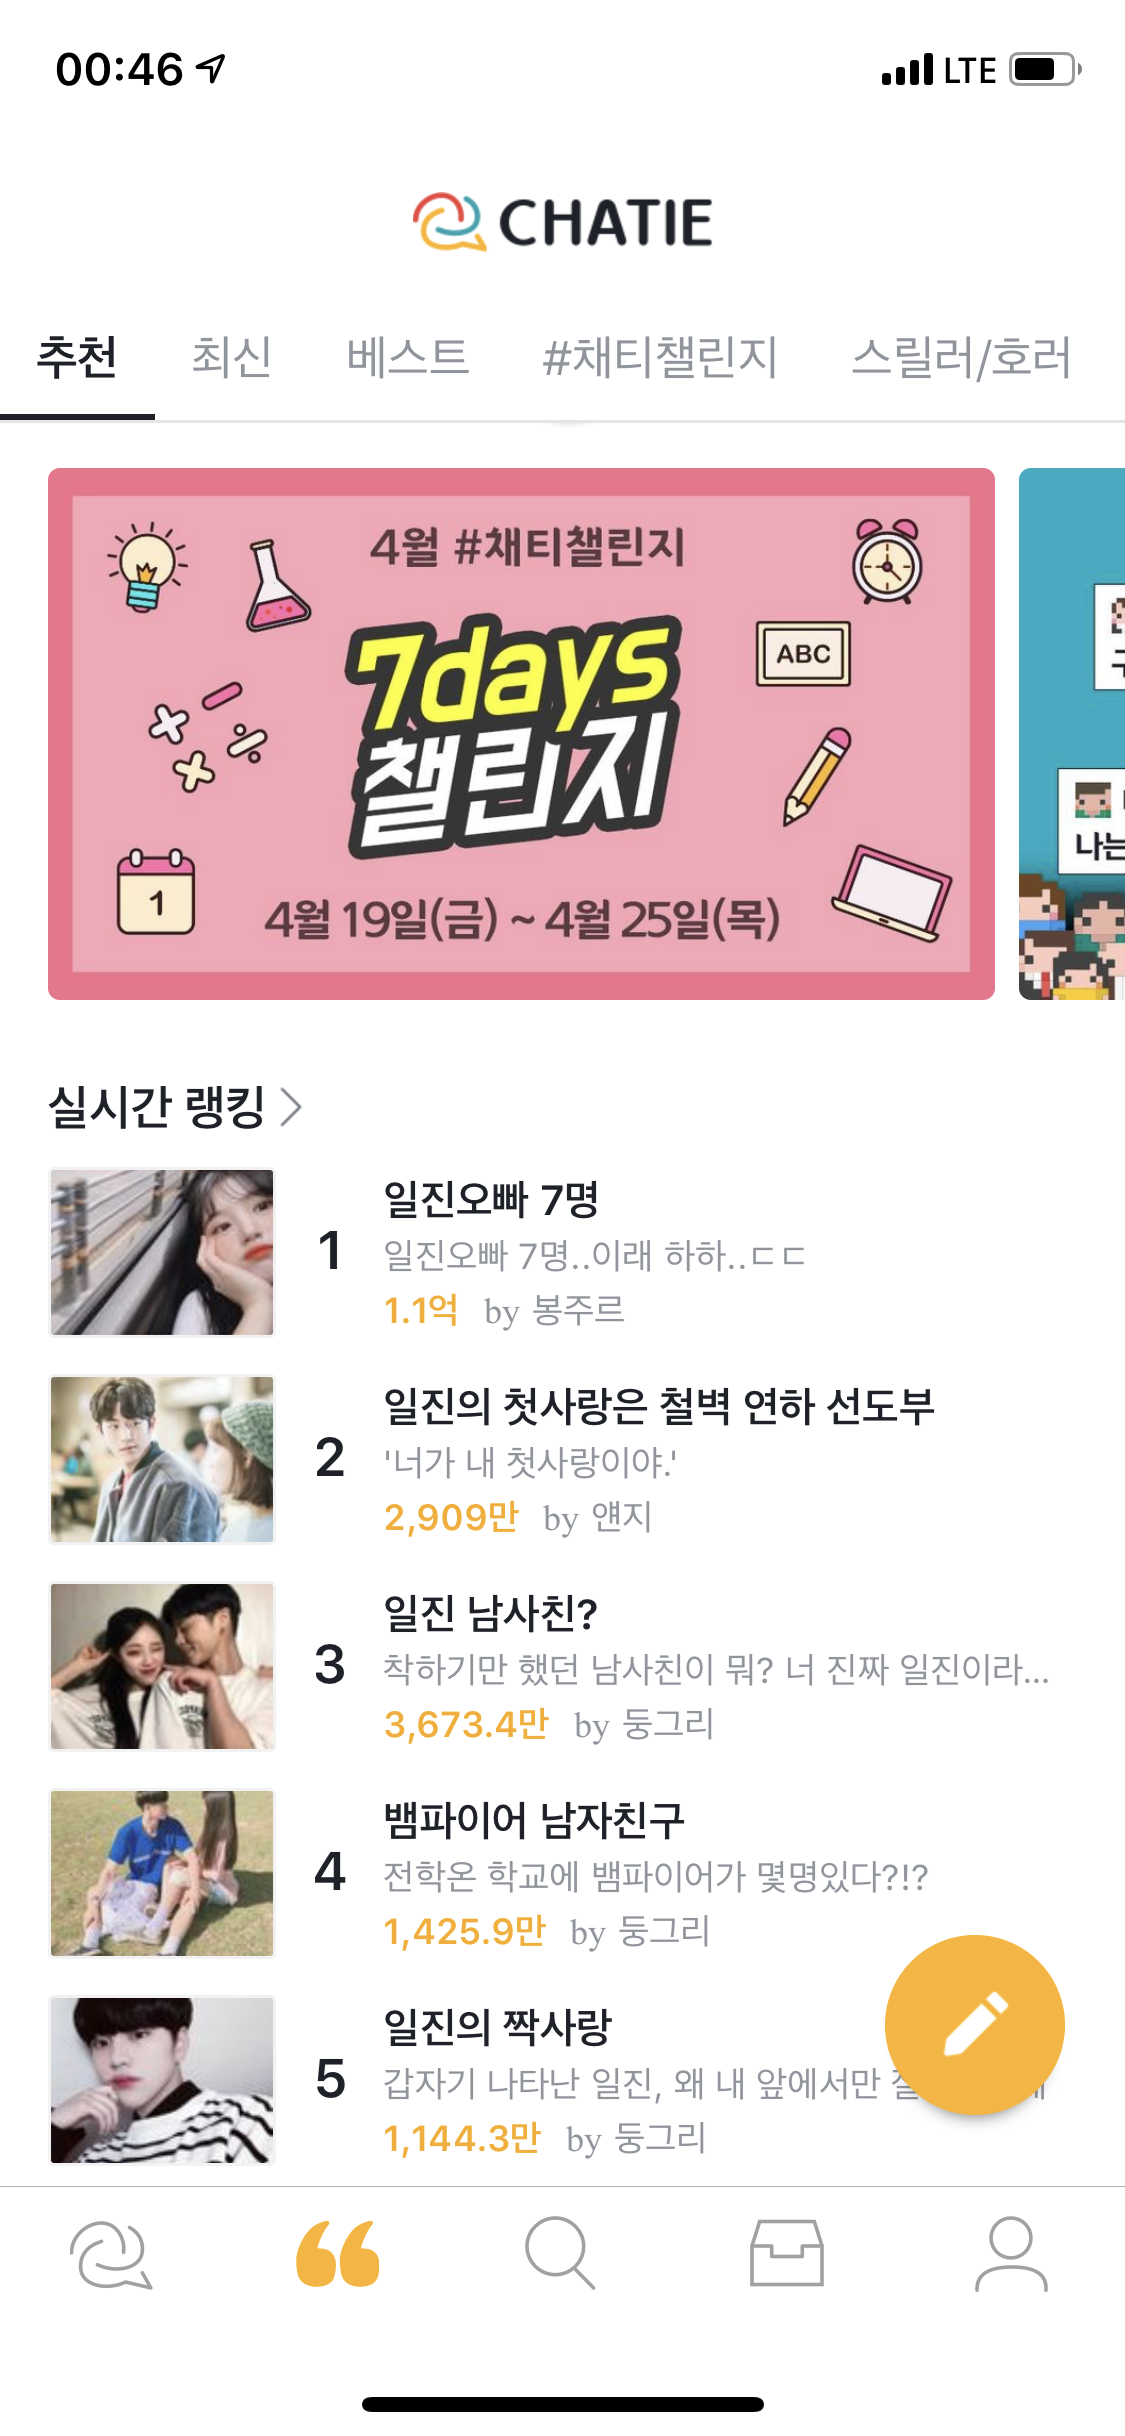 00:46
LTE
CHATIE
추천 최신 베스트 #채티챌린지 스릴러/호러
4월 #채티챌린지
7days
챌린지
ABC
1
4월 19일(금) ~ 4월 25일(목)
나는
실시간 랭킹
1
일진오빠 7명
일진오빠 7명..이래 하하..ㄷㄷ
1.1억 by 봉주르
2
일진의 첫사랑은 철벽 연하 선도부
'너가 내 첫사랑이야.'
2,909만 by 얜지
3
일진 남사친?
착하기만 했던 남사친이 뭐? 너 진짜 일진이라...
3,673.4만 by 둥그리
4
뱀파이어 남자친구
전학온 학교에 뱀파이어가 몇명있다?!?
1,425.9만 by 둥그리
5
일진의 짝사랑
갑자기 나타난 일진, 왜 내 앞에서만
1,144.3만 by 둥그리